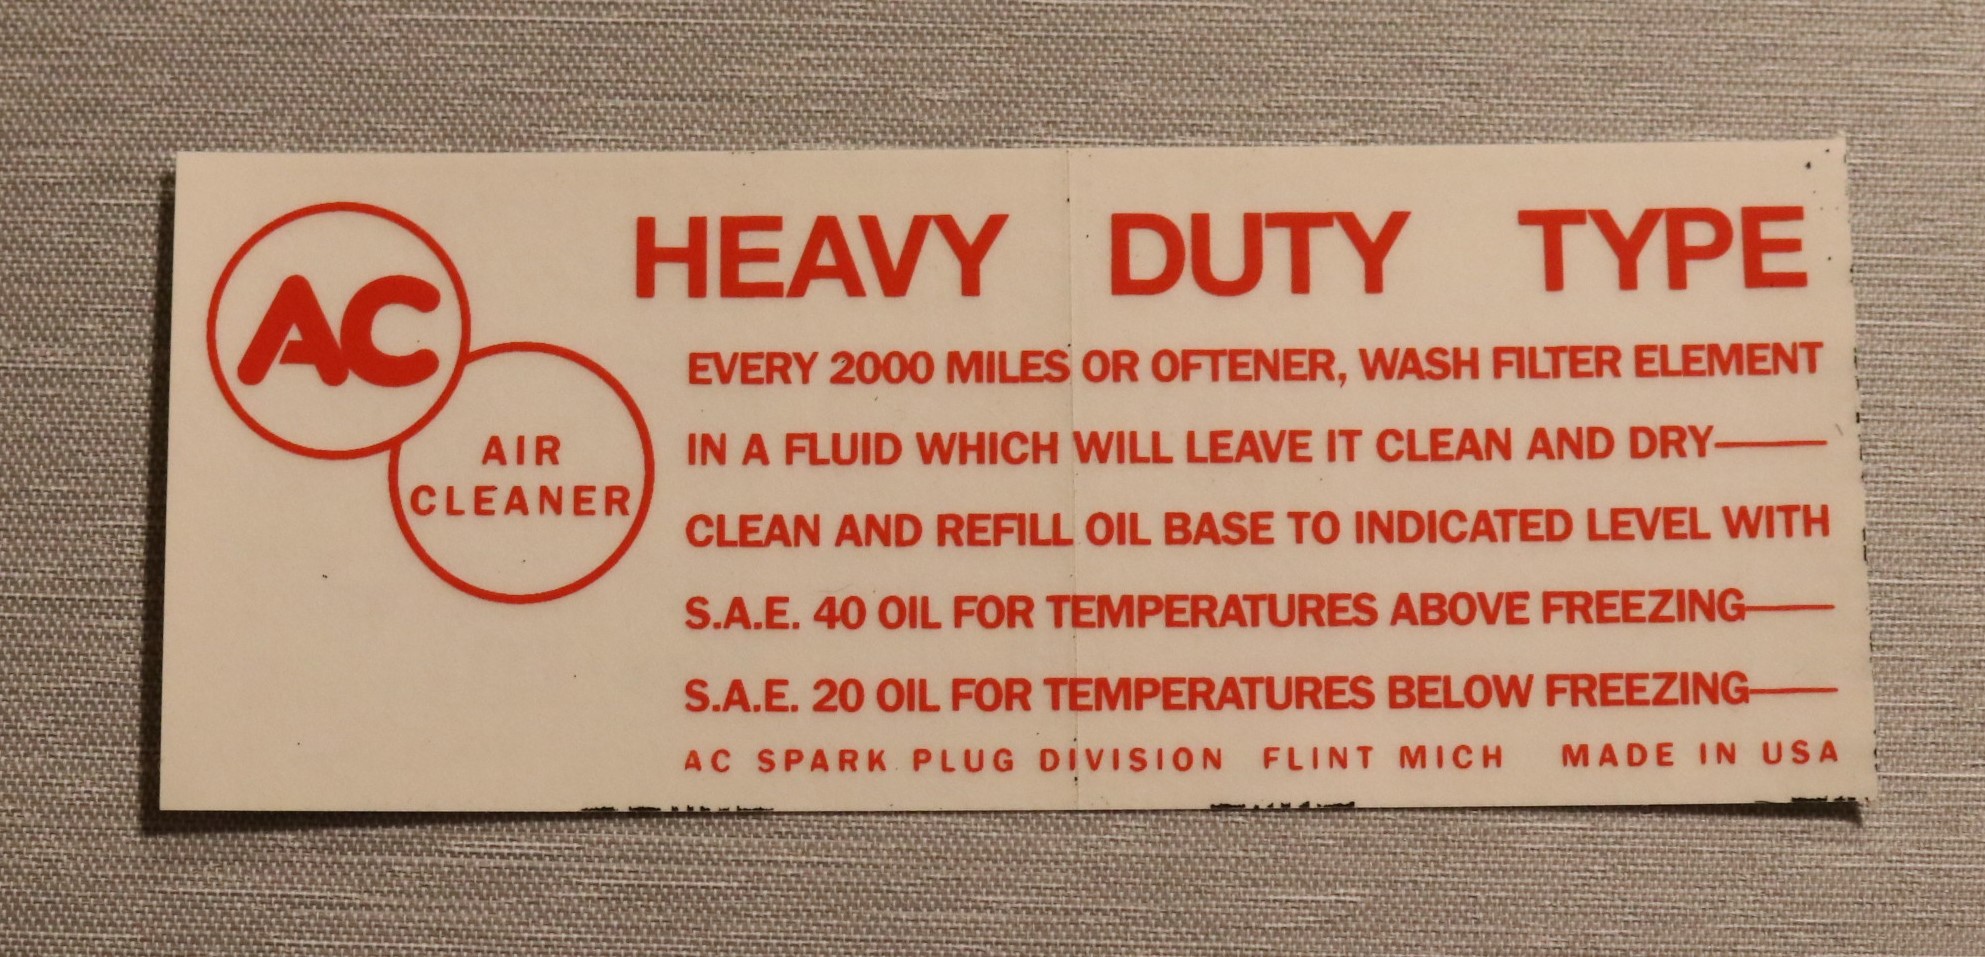 AC
AIR
CLEANER
HEAVY DUTY TYPE
EVERY 2000 MILES OR OFTENER, WASH FILTER ELEMENT
IN A FLUID WHICH WILL LEAVE IT CLEAN AND DRY——
CLEAN AND REFILL OIL BASE TO INDICATED LEVEL WITH
S.A.E. 40 OIL FOR TEMPERATURES ABOVE FREEZING——
S.A.E. 20 OIL FOR TEMPERATURES BELOW FREEZING——
AC SPARK PLUG DIVISION FLINT MICH MADE IN USA